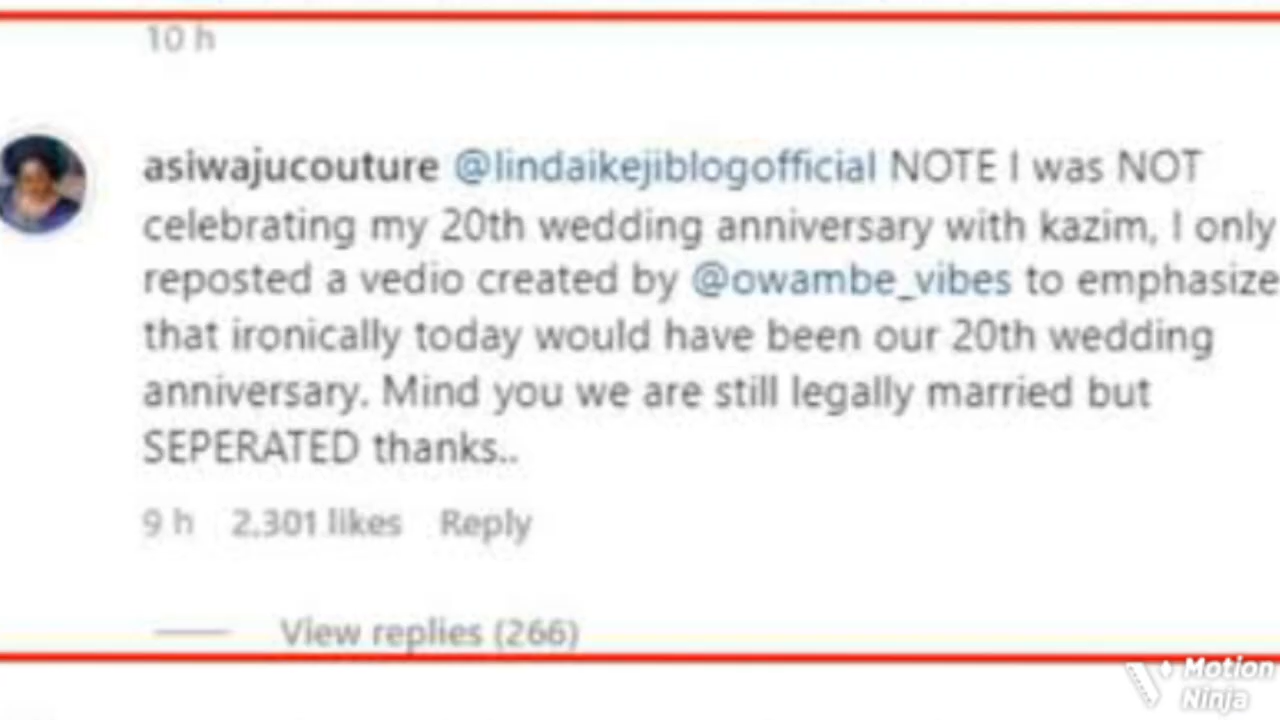 10 h
asiwajucouture @lindaikejiblogofficial NOTE I was NOT
celebrating my 20th wedding anniversary with kazim, I only
reposted a vedio created by @owambe_vibes to emphasize
that ironically today would have been our 20th wedding
anniversary. Mind you we are still legally married but
SEPERATED thanks..
9 h 2,301 likes Reply
View replies (266)
Motion
Ninja